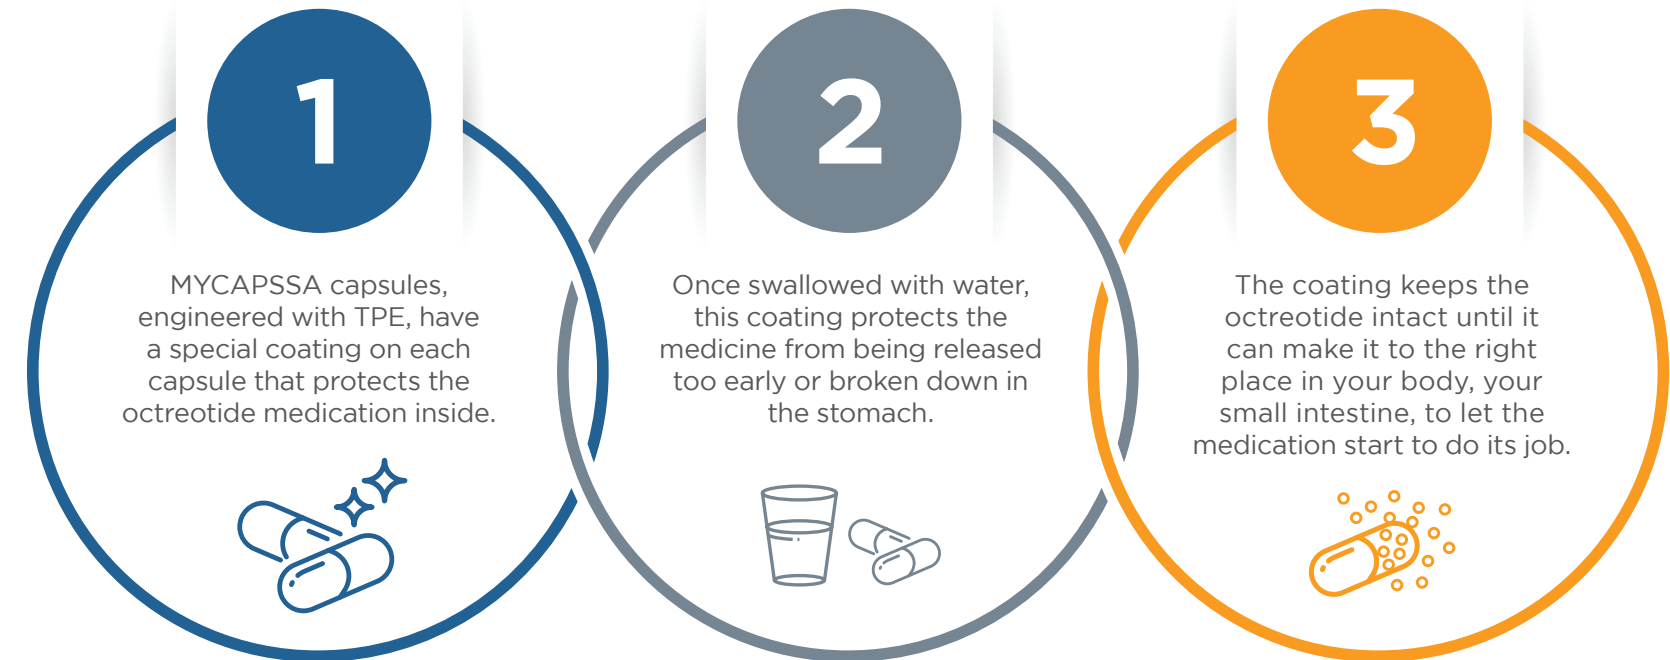 1
MYCAPSSA capsules,
engineered with TPE, have
a special coating on each
capsule that protects the
octreotide medication inside.
2
Once swallowed with water,
this coating protects the
medicine from being released
too early or broken down in
the stomach.
3
The coating keeps the
octreotide intact until it
can make it to the right
place in your body, your
small intestine, to let the
medication start to do its job.